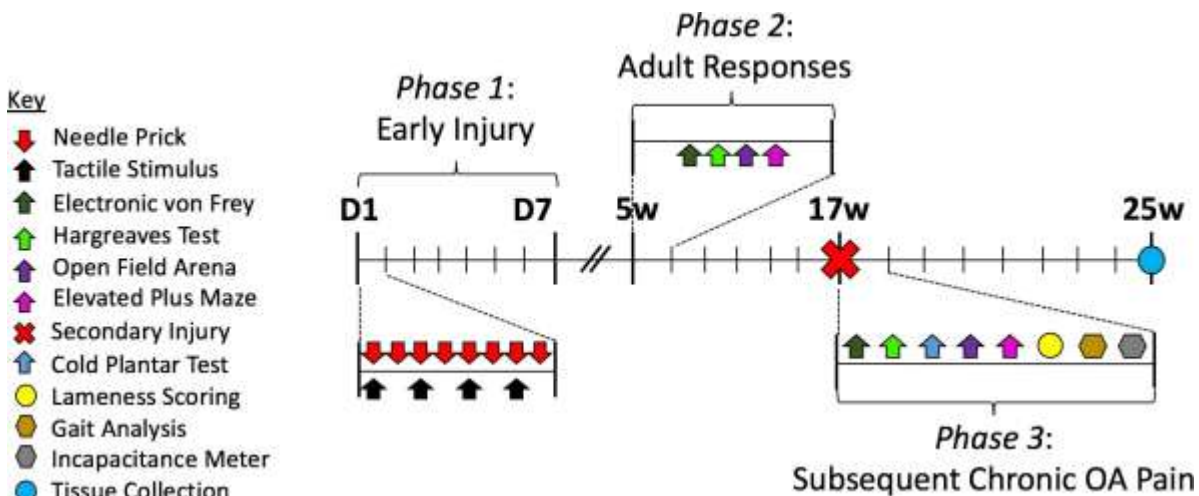 Phase 2:
Adult Responses
Phase 1:
Early Injury
Key
Needle Prick
Tactile Stimulus
Electronic von Frey
Hargreaves Test
Open Field Arena
Elevated Plus Maze
Secondary Injury
Cold Plantar Test
Lameness Scoring
Gait Analysis
Incapacitance Meter
Tissue Collection
D1 D7 5w 17w 25w
Phase 3:
Subsequent Chronic OA Pain